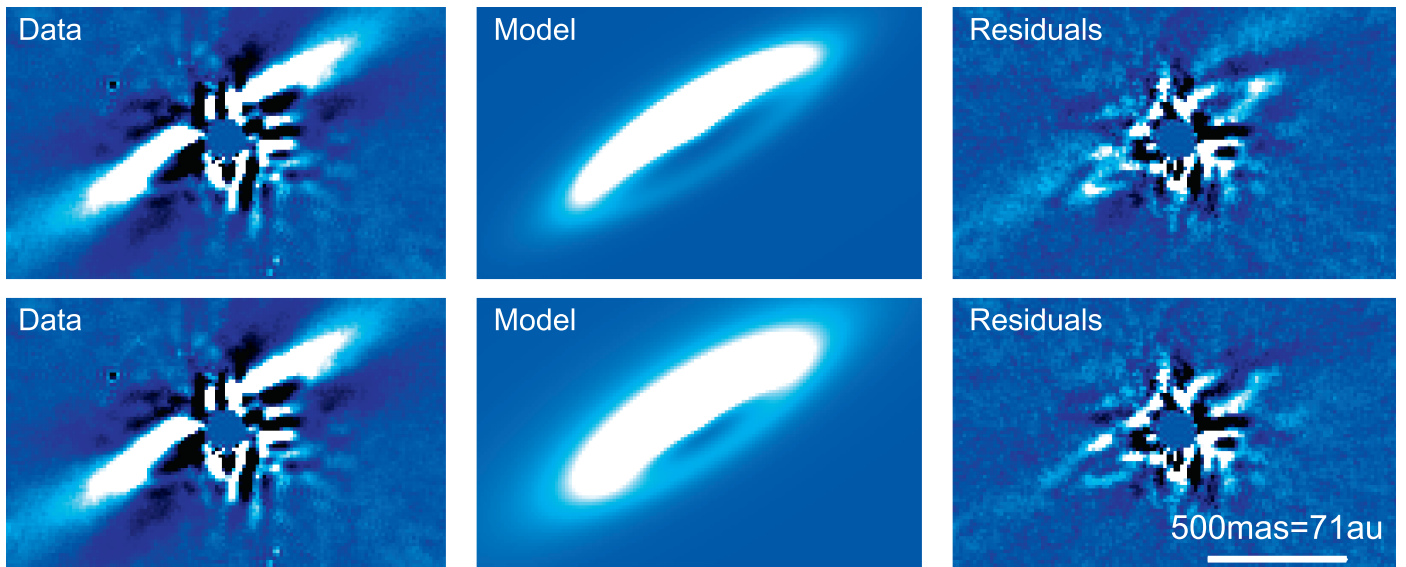 Data
Model
Residuals
Data
Model
Residuals
500mas=71au